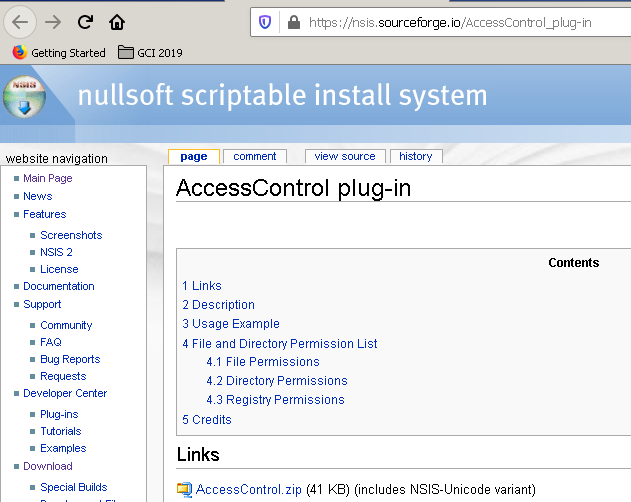 https://nsis.sourceforge.io/AccessControl_plug-in
Getting Started GCI 2019
NSIS
nullsoft scriptable install system
website navigation
page comment view source history
Main Page
News
Features
Screenshots
NSIS 2
License
Documentation
Support
Community
FAQ
Bug Reports
Requests
Developer Center
Plug-ins
Tutorials
Examples
Download
Special Builds
AccessControl plug-in
Contents
1 Links
2 Description
3 Usage Example
4 File and Directory Permission List
4.1 File Permissions
4.2 Directory Permissions
4.3 Registry Permissions
5 Credits
Links
AccessControl.zip (41 KB) (includes NSIS-Unicode variant)